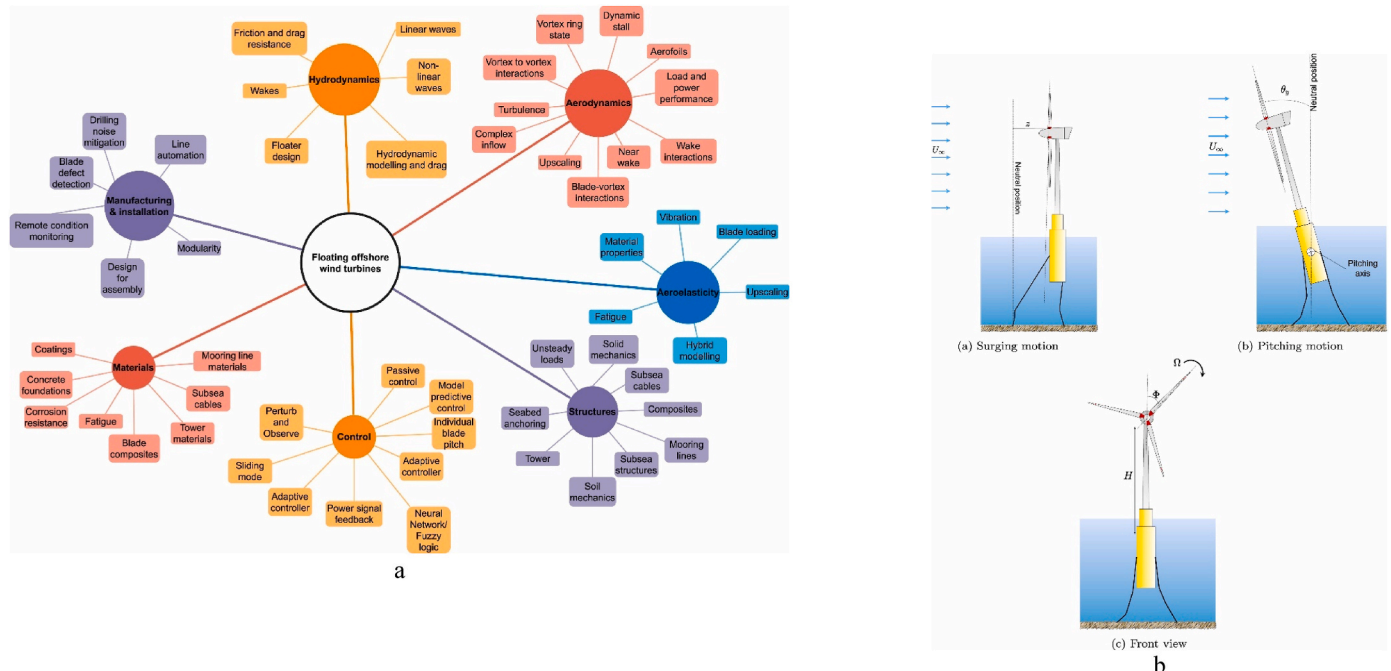 Friction and drag
resistance
Linear waves
Hydrodynamics
Non-
linear
waves
Wakes
Floater
design
Hydrodynamic
modelling and drag
Vortex ring
state
Dynamic
stall
Vortex to vortex
interactions
Aerofoils
Load and
power
performance
Aerodynamics
Turbulence
Complex
inflow
Upscaling
Near
wake
Wake
interactions
Blade-vortex
interactions
Drilling
noise
mitigation
Line
automation
Blade
defect
detection
Manufacturing
& installation
Remote condition
monitoring
Modularity
Design
for
assembly
Floating offshore
wind turbines
Vibration
Material
properties
Blade loading
Aeroelasticity
Upscaling
Fatigue
Hybrid
modelling
Coatings
Mooring line
materials
Materials
Concrete
foundations
Subsea
cables
Corrosion
resistance
Fatigue
Tower
materials
Blade
composites
Passive
control
Model
predictive
control
Perturb
and
Observe
Individual
blade
pitch
Control
Sliding
mode
Adaptive
controller
Adaptive
controller
Power signal
feedback
Neural
Network/
Fuzzy
logic
Unsteady
loads
Solid
mechanics
Subsea
cables
Seabed
anchoring
Structures
Composites
Tower
Mooring
lines
Subsea
structures
Soil
mechanics
a
z
U∞
Neutral position
(a) Surging motion
θ_g
Neutral position
U∞
Pitching
axis
(b) Pitching motion
Ω
Φ
H
(c) Front view
b